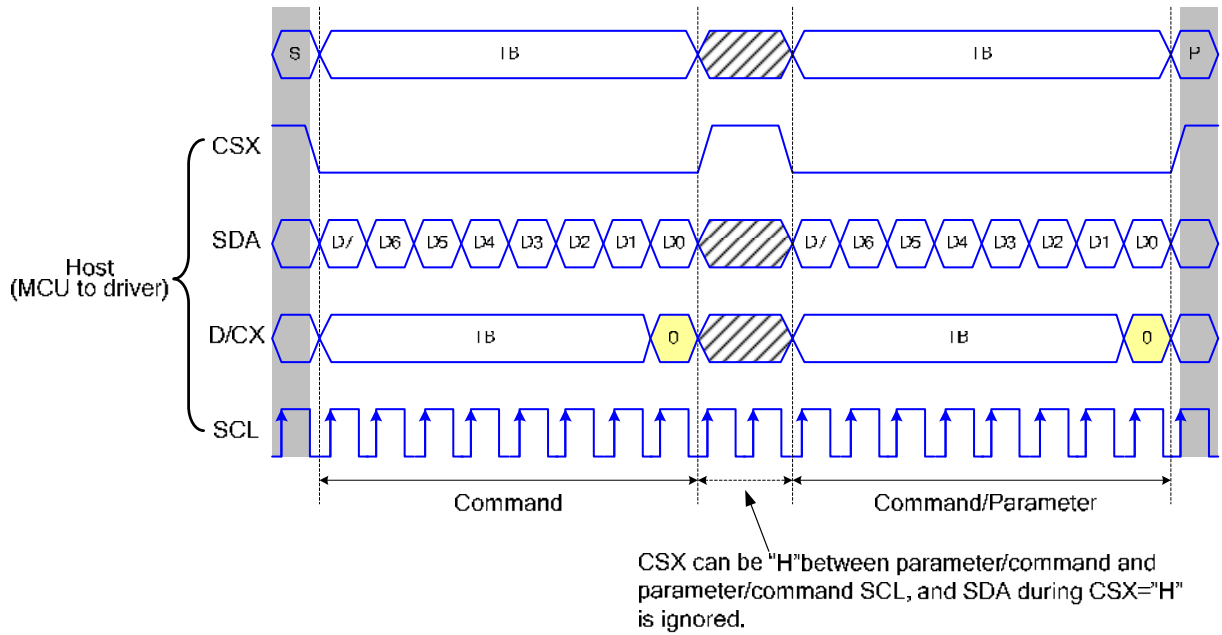 S TB TB P
CSX
SDA D7 D6 D5 D4 D3 D2 D1 D0 D7 D6 D5 D4 D3 D2 D1 D0
Host
(MCU to driver)
D/CX TB 0 TB 0
SCL
Command Command/Parameter
CSX can be "H"between parameter/command and
parameter/command SCL, and SDA during CSX="H"
is ignored.